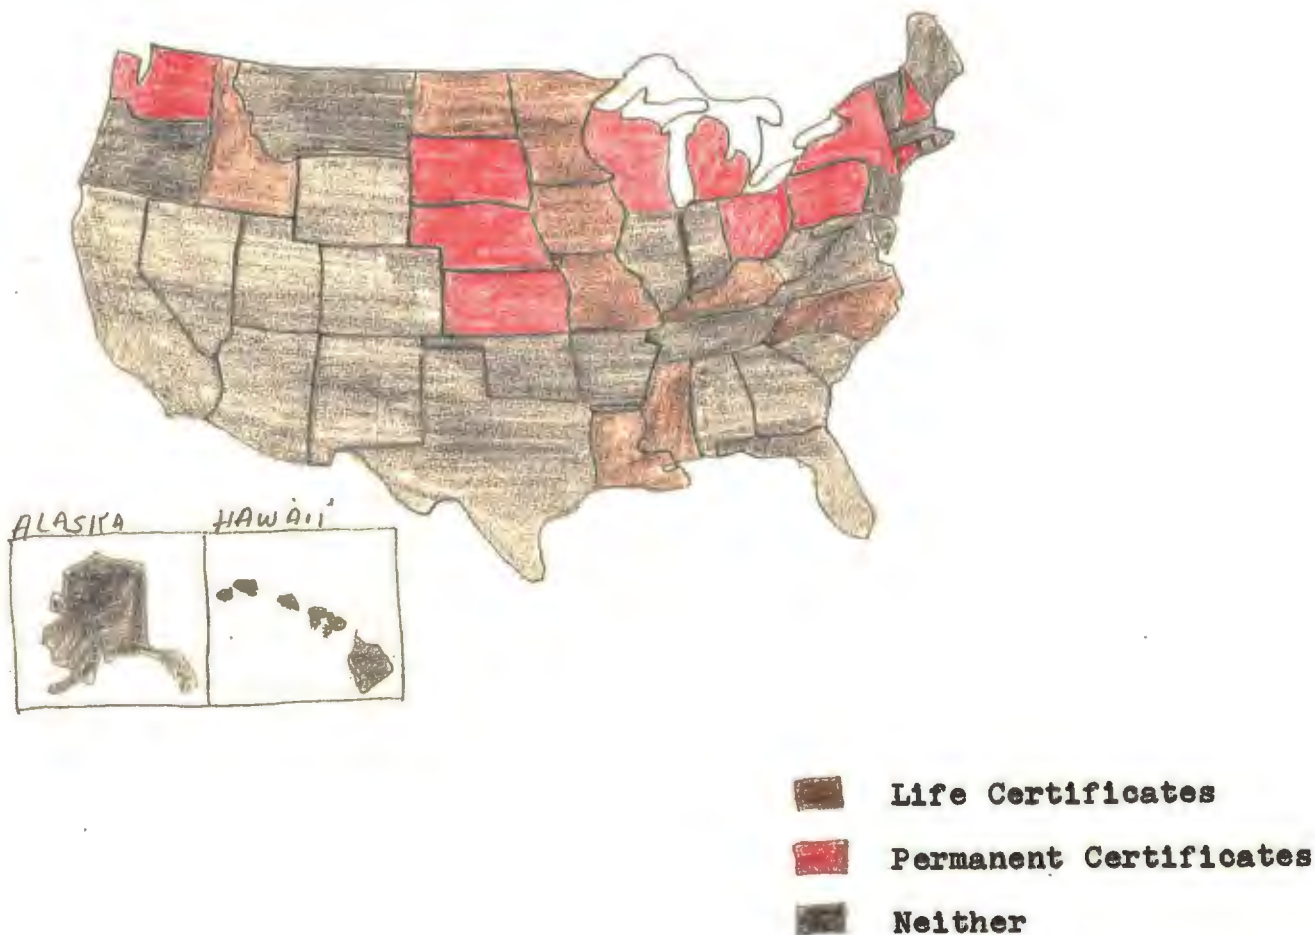 ALASKA
HAWAII
Life Certificates
Permanent Certificates
Neither